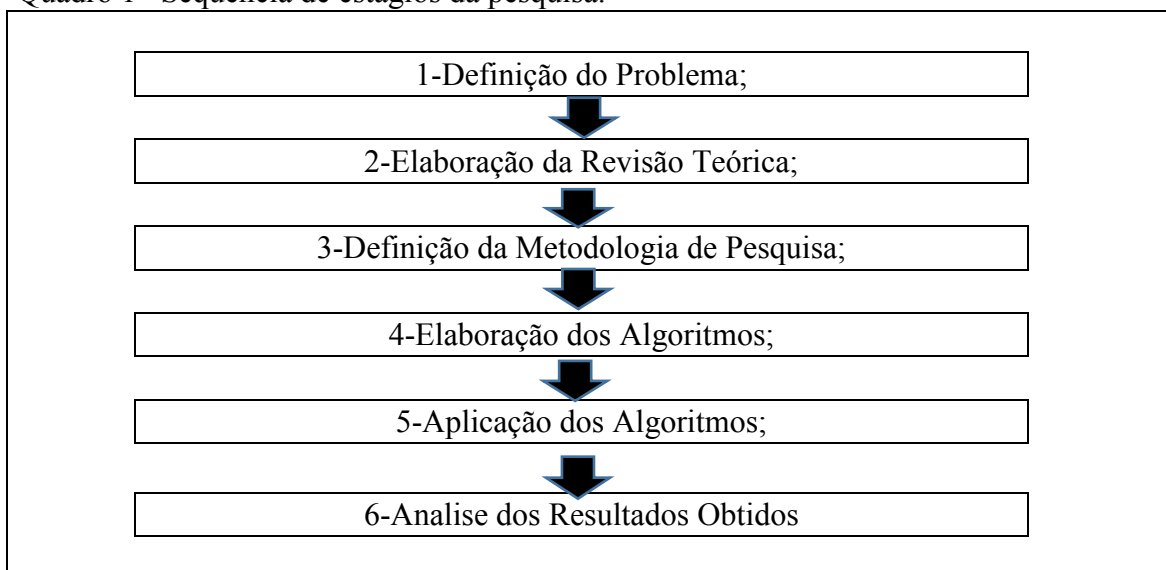 Quadro 1 - Sequência de estágios da pesquisa.
1-Definição do Problema;
2-Elaboração da Revisão Teórica;
3-Definição da Metodologia de Pesquisa;
4-Elaboração dos Algoritmos;
5-Aplicação dos Algoritmos;
6-Analise dos Resultados Obtidos